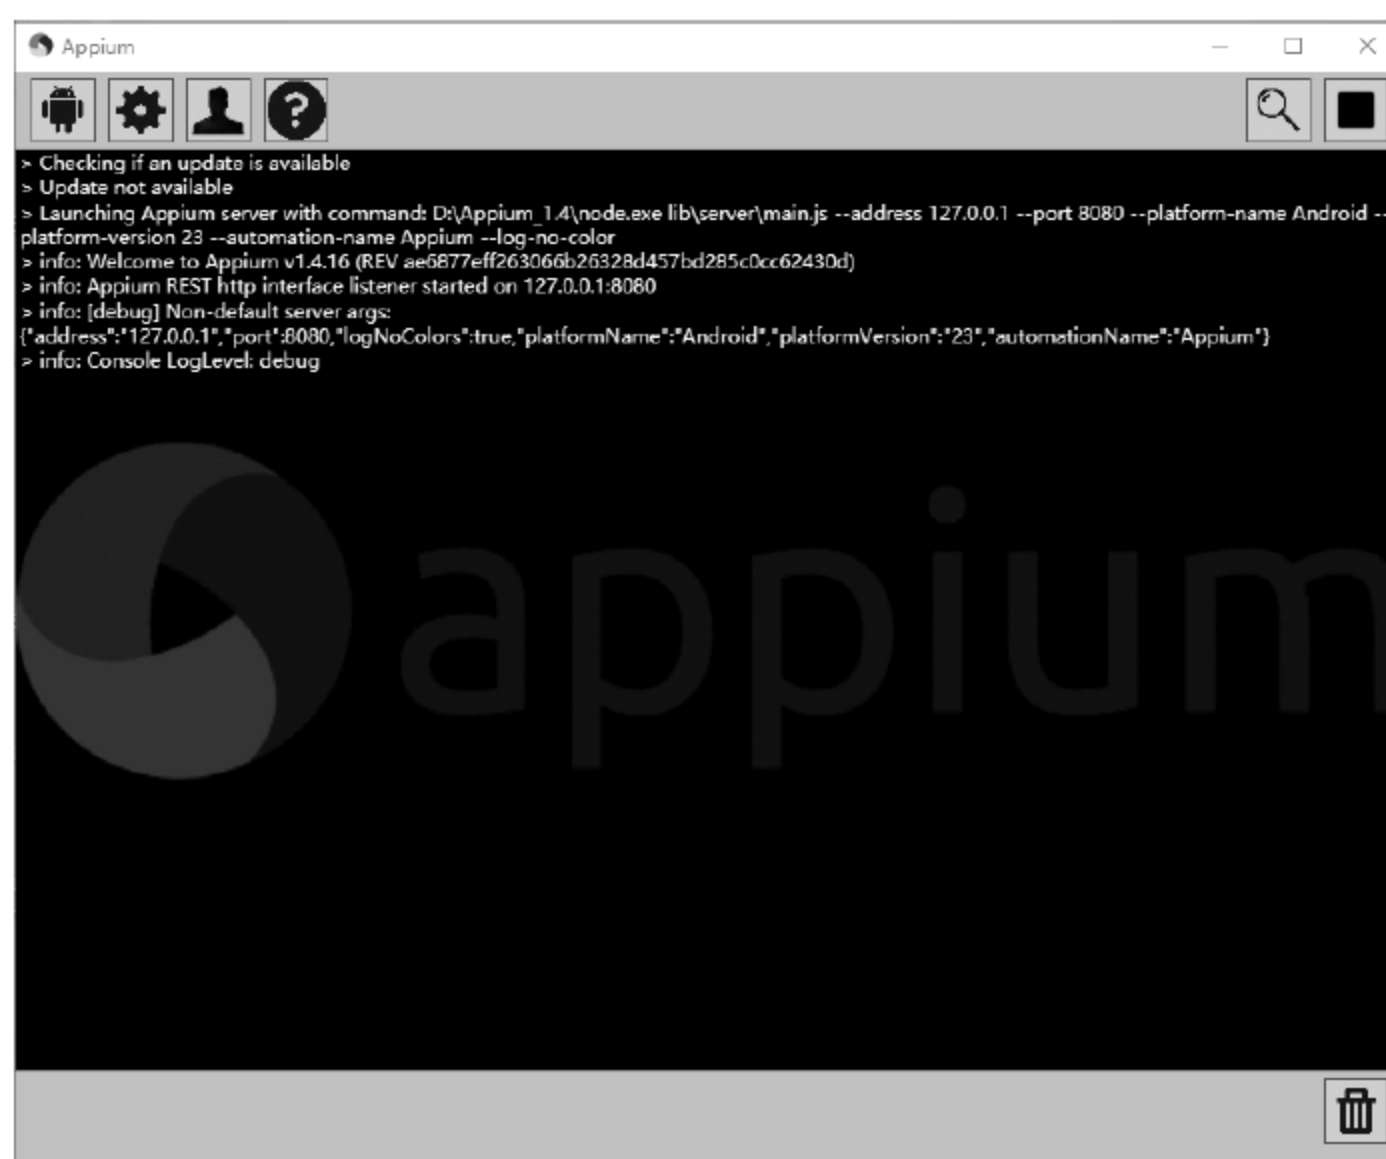 Appium
> Checking if an update is available
> Update not available
> Launching Appium server with command: D:\Appium_1.4\node.exe lib\server\main.js --address 127.0.0.1 --port 8080 --platform-name Android --
platform-version 23 --automation-name Appium --log-no-color
> info: Welcome to Appium v1.4.16 (REV ae6877eff263066b26328d457bd285c0cc62430d)
> info: Appium REST http interface listener started on 127.0.0.1:8080
> info: [debug] Non-default server args:
{"address":"127.0.0.1","port":8080,"logNoColors":true,"platformName":"Android","platformVersion":"23","automationName":"Appium"}
> info: Console LogLevel: debug
appium